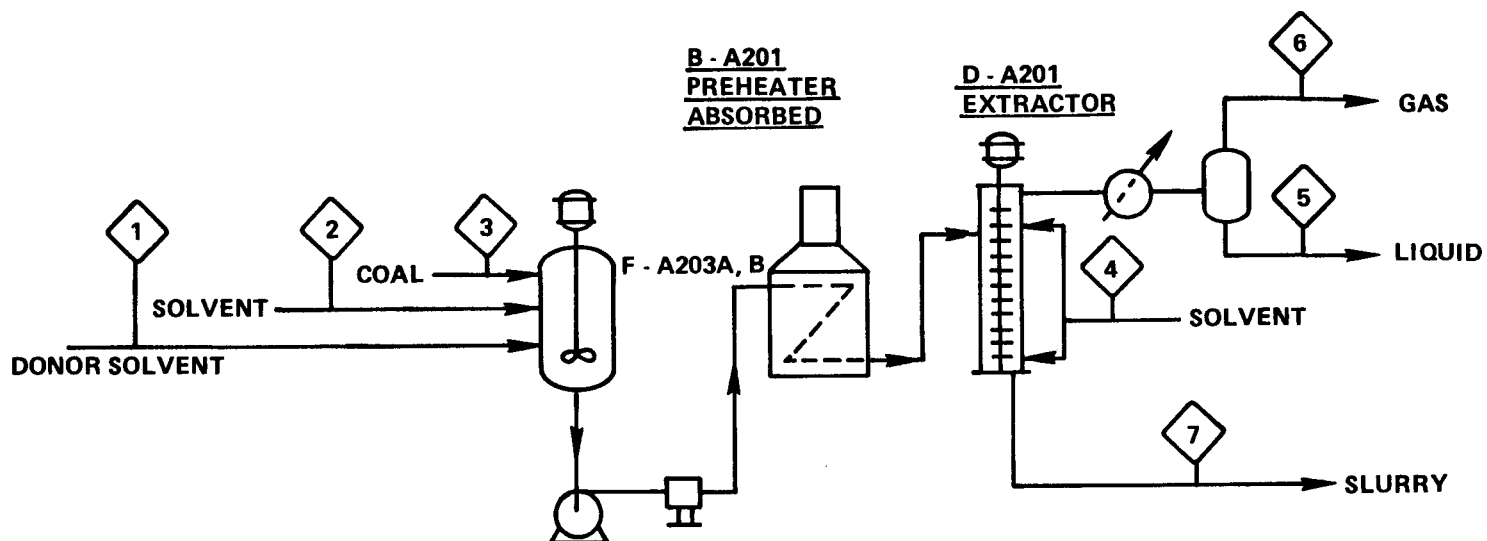 6
B - A201
PREHEATER
ABSORBED
D - A201
EXTRACTOR
GAS
1
2
3
5
COAL
F - A203A, B
4
LIQUID
SOLVENT
SOLVENT
DONOR SOLVENT
7
SLURRY